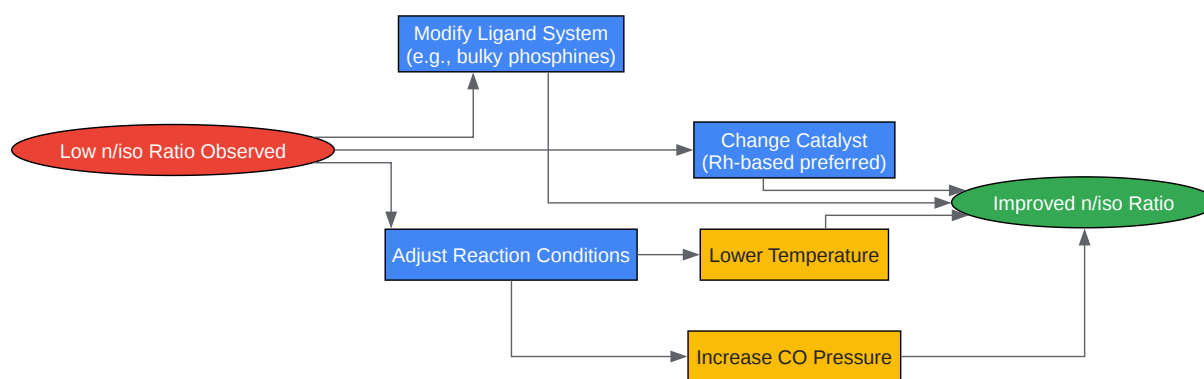 Modify Ligand System
(e.g., bulky phosphines)
Low n/iso Ratio Observed
Change Catalyst
(Rh-based preferred)
Improved n/iso Ratio
Adjust Reaction Conditions
Lower Temperature
Increase CO Pressure